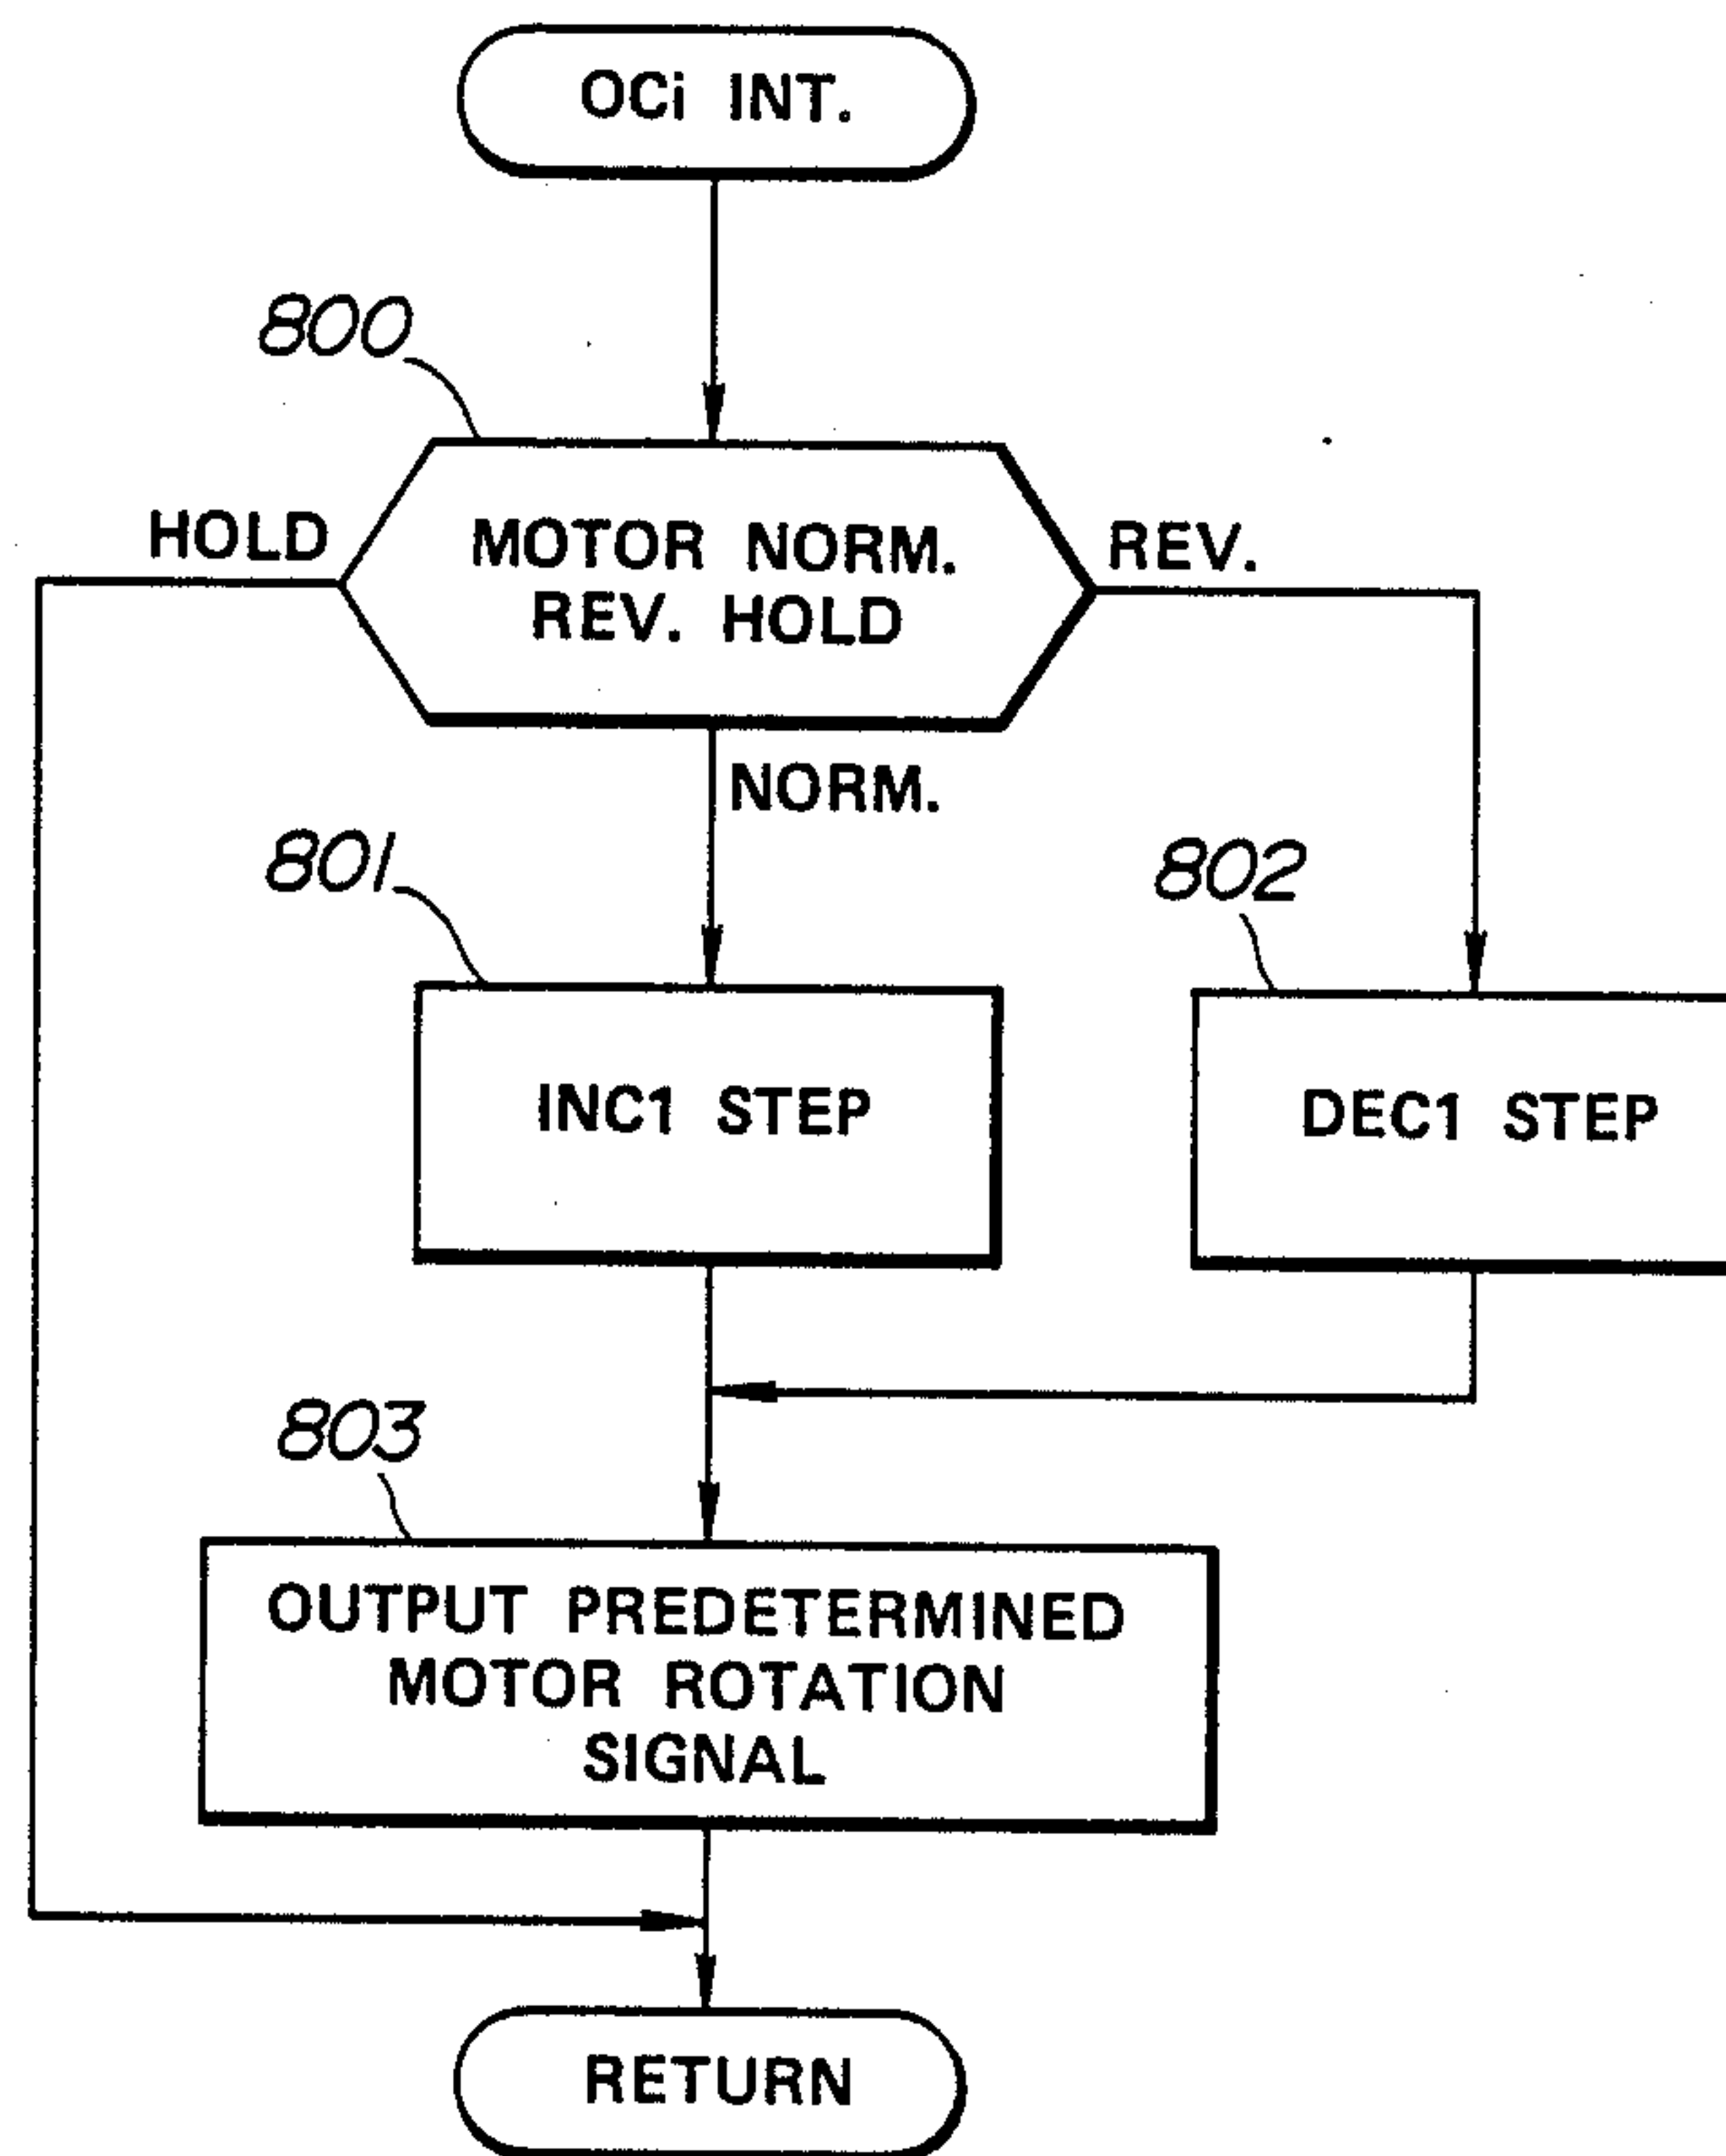 OCi INT.
800
HOLD
MOTOR NORM.
REV. HOLD
REV.
NORM.
801
802
INC1 STEP
DEC1 STEP
803
OUTPUT PREDETERMINED
MOTOR ROTATION
SIGNAL
RETURN